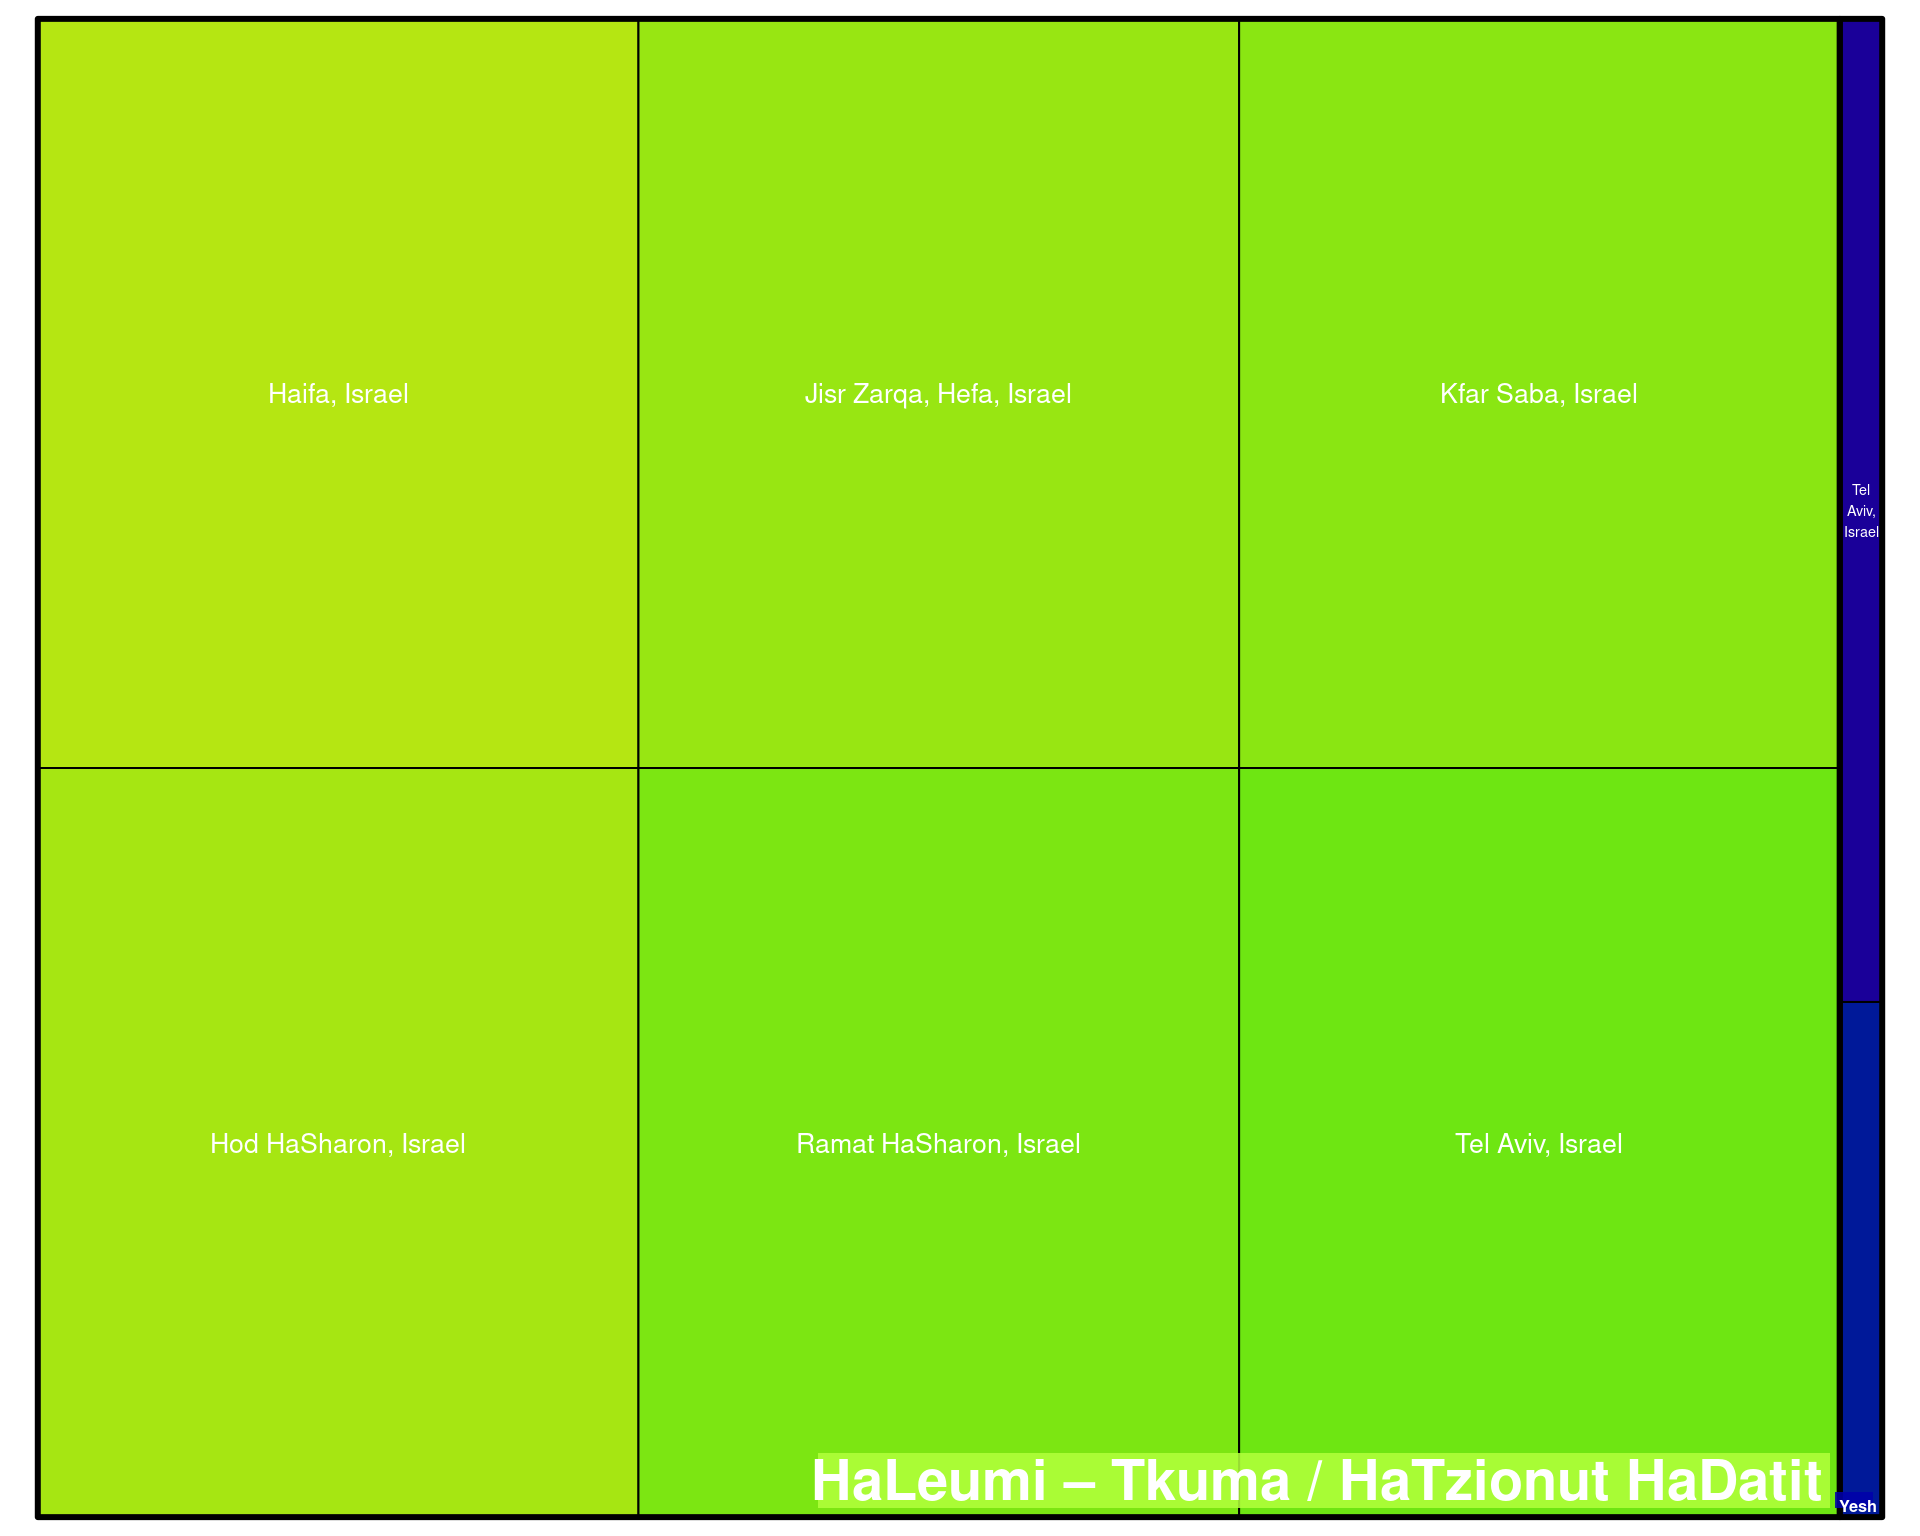 Haifa, Israel
Jisr Zarqa, Hefa, Israel
Kfar Saba, Israel
Tel
Aviv,
Israel
Hod HaSharon, Israel
Ramat HaSharon, Israel
Tel Aviv, Israel
HaLeumi – Tkuma / HaTzionut HaDatit
Yesh